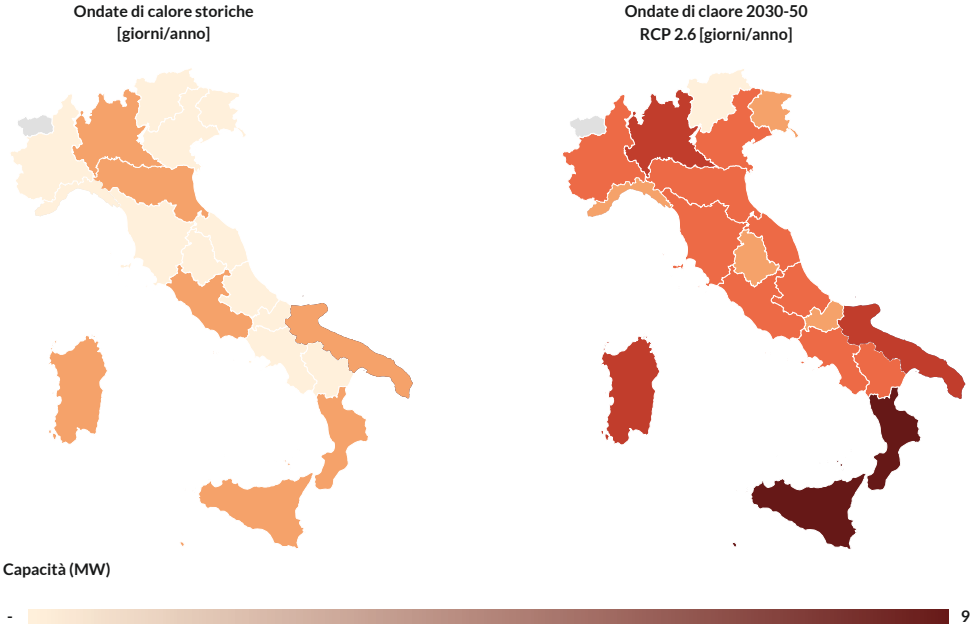 Ondate di calore storiche
[giorni/anno]
Ondate di claore 2030-50
RCP 2.6 [giorni/anno]
Capacità (MW)
-
9